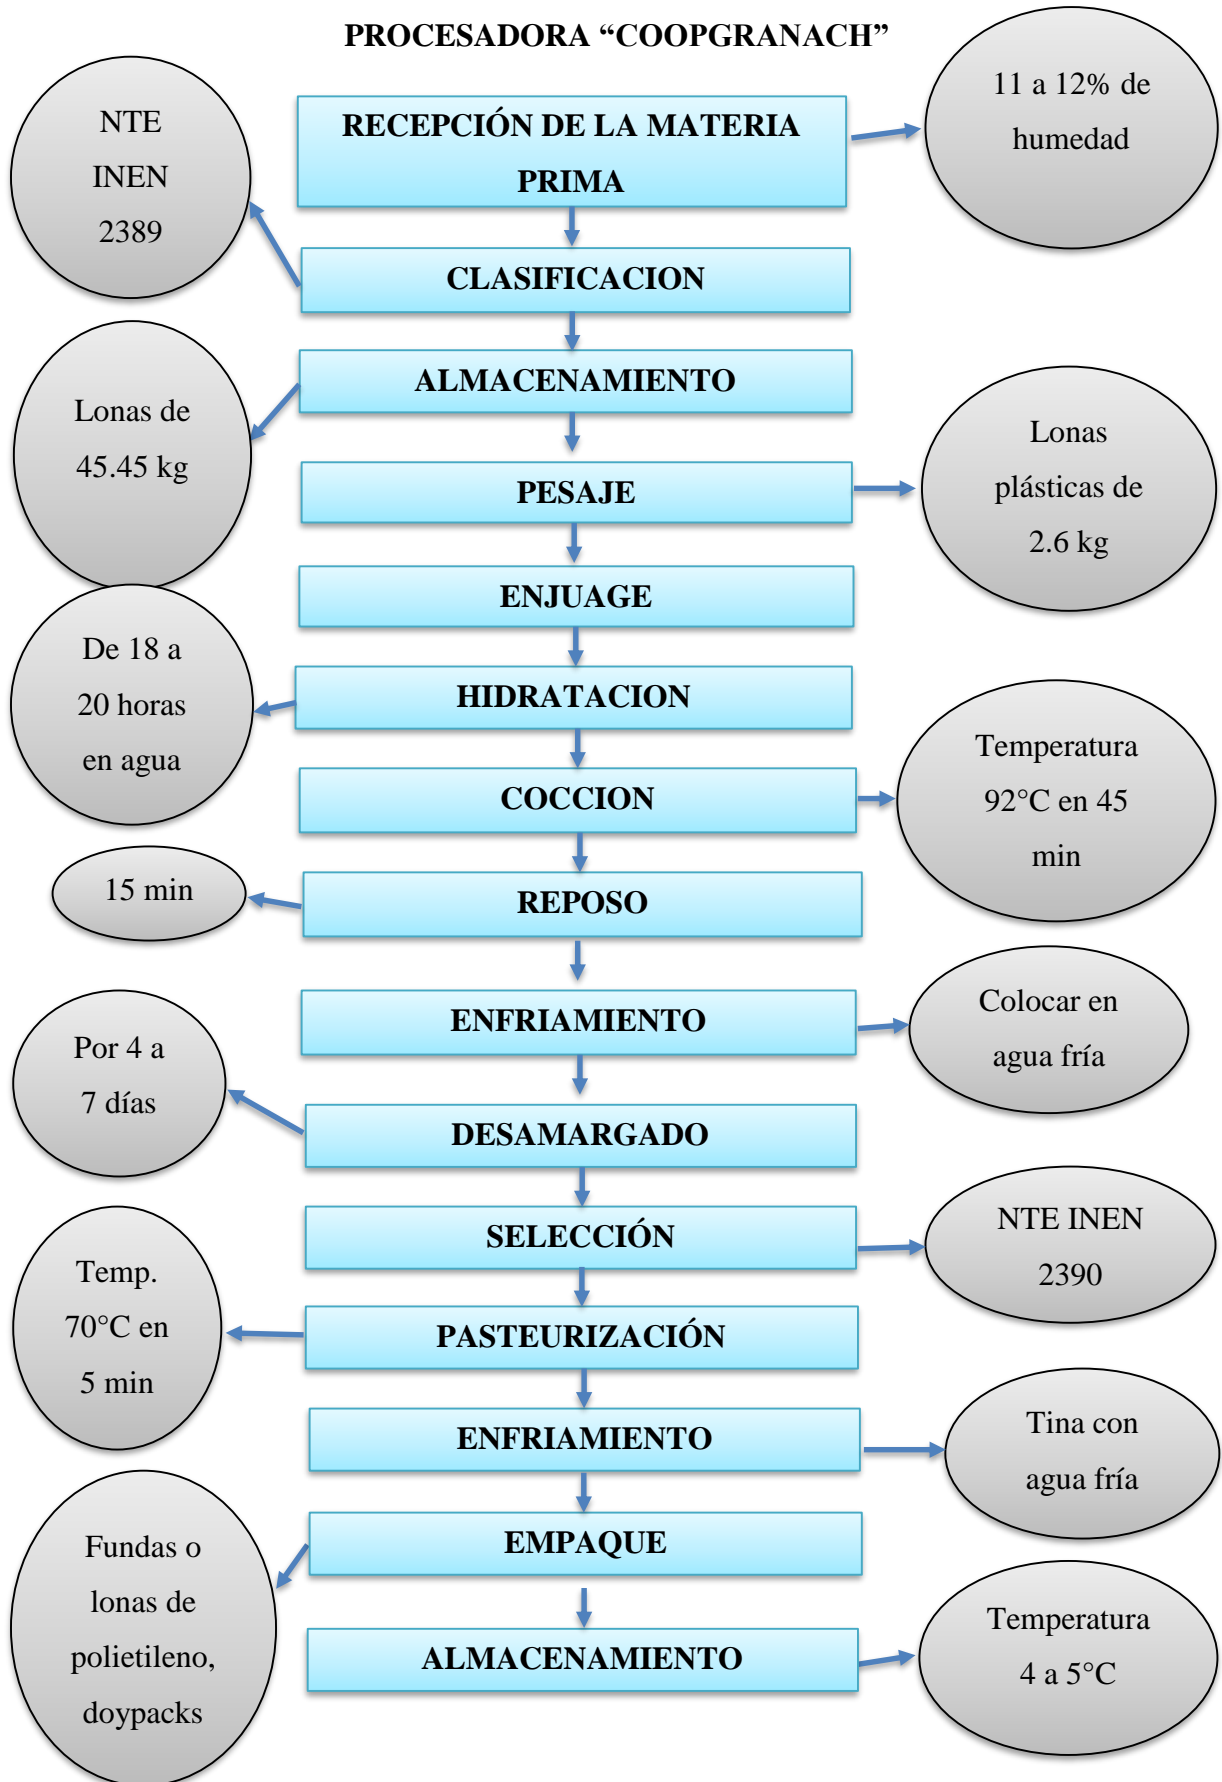 PROCESADORA “COOPGRANACH”
RECEPCIÓN DE LA MATERIA
PRIMA
11 a 12% de
humedad
NTE
INEN
2389
CLASIFICACION
ALMACENAMIENTO
Lonas de
45.45 kg
PESAJE
Lonas
plásticas de
2.6 kg
ENJUAGE
HIDRATACION
De 18 a
20 horas
en agua
COCCION
Temperatura
92°C en 45
min
REPOSO
15 min
ENFRIAMIENTO
Colocar en
agua fría
DESAMARGADO
Por 4 a
7 días
SELECCIÓN
NTE INEN
2390
PASTEURIZACIÓN
Temp.
70°C en
5 min
ENFRIAMIENTO
Tina con
agua fría
EMPAQUE
Fundas o
lonas de
polietileno,
doypacks
ALMACENAMIENTO
Temperatura
4 a 5°C